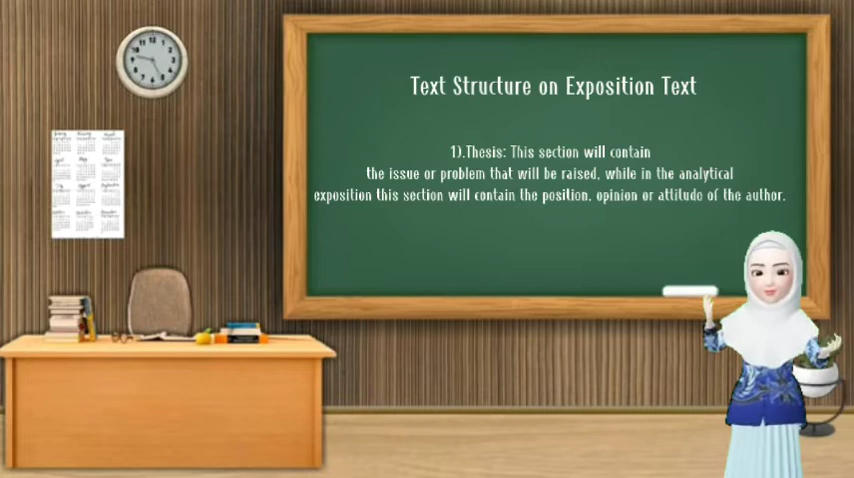 Text Structure on Exposition Text
1).Thesis: This section will contain
the issue or problem that will be raised, while in the analytical
exposition this section will contain the position, opinion or attitude of the author.